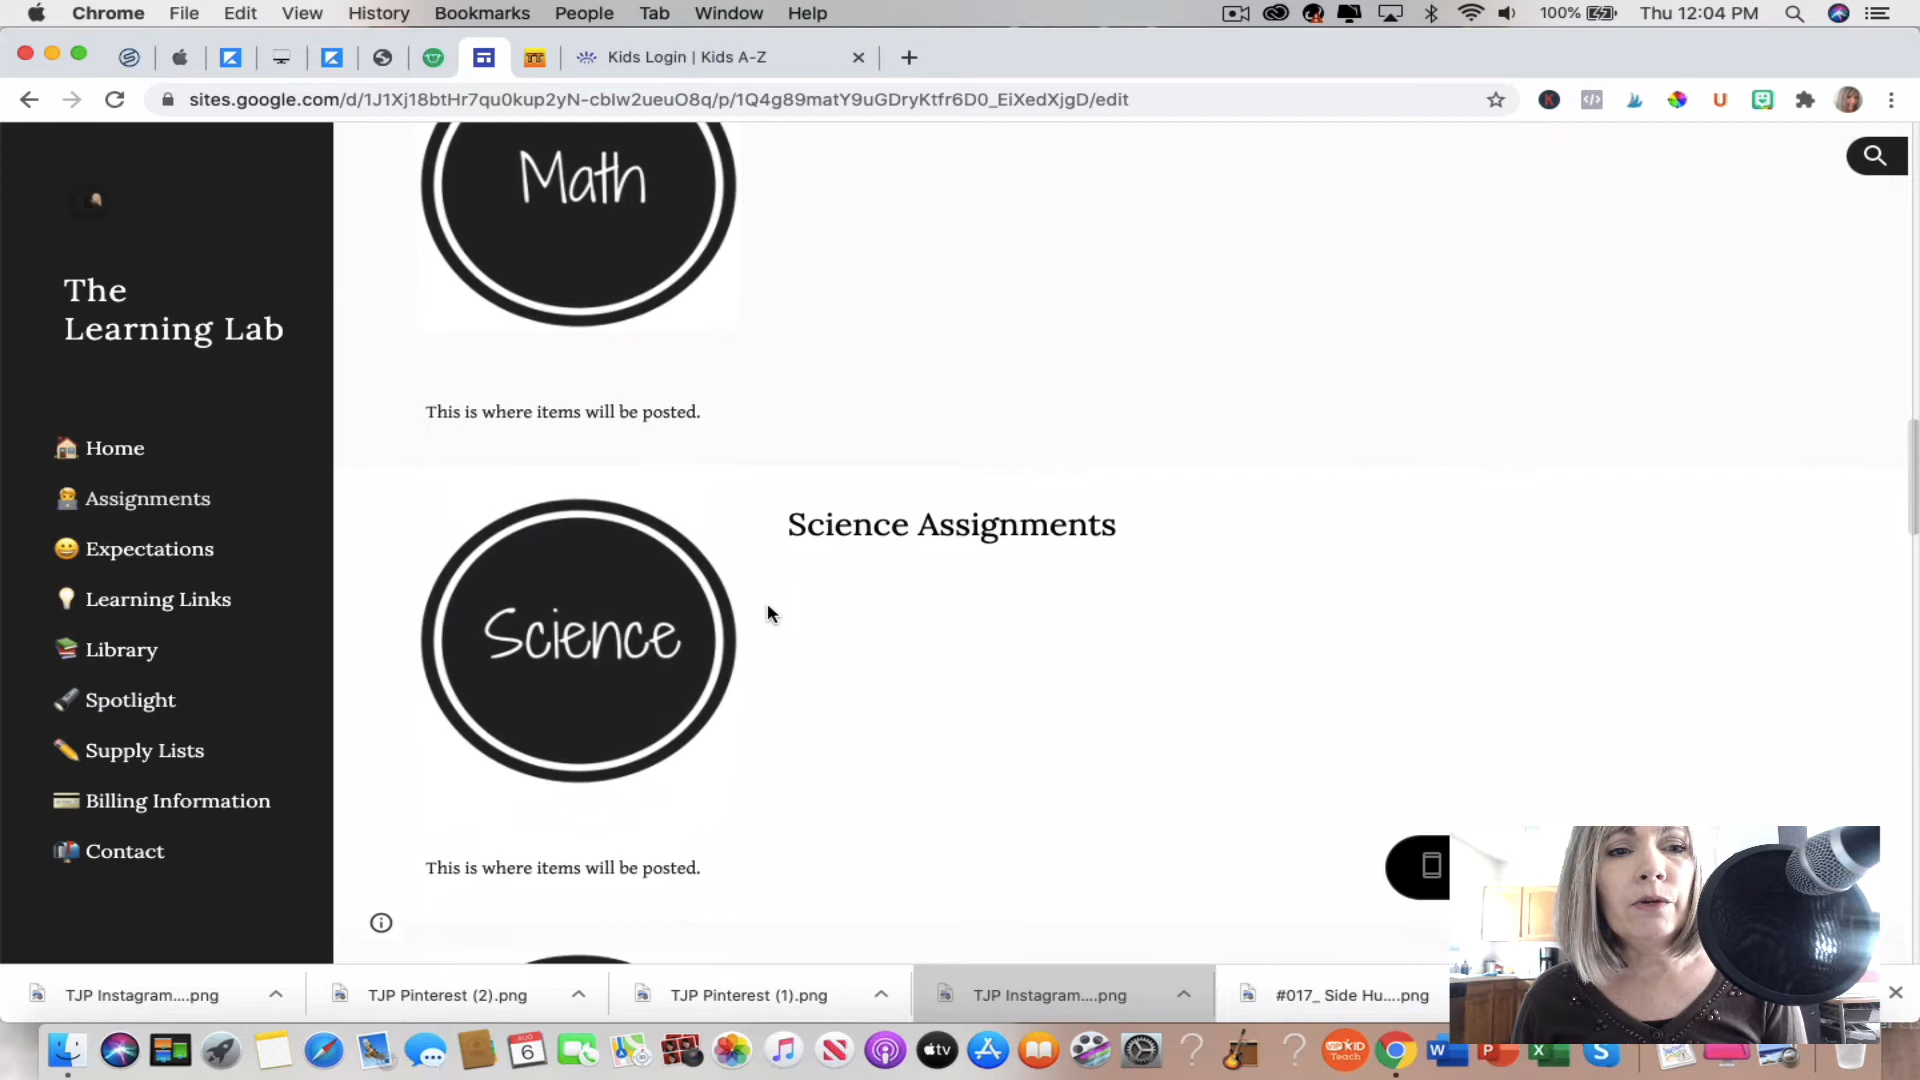 Chrome File Edit View History Bookmarks People Tab Window Help 100% Thu 12:04 PM
Kids Login | Kids A-Z
sites.google.com/d/1J1Xj18btHr7qu0kup2yN-cblw2ueuO8q/p/1Q4g89matY9uGDryKtfr6D0_EiXedXjgD/edit
The
Learning Lab
Home
Assignments
Expectations
Learning Links
Library
Spotlight
Supply Lists
Billing Information
Contact
Math
This is where items will be posted.
Science
Science Assignments
This is where items will be posted.
TJP Instagram....png
TJP Pinterest (2).png
TJP Pinterest (1).png
TJP Instagram....png
#017_ Side Hu....png
AUG
6
tv
VIPKID
Teach
W
P
X
S